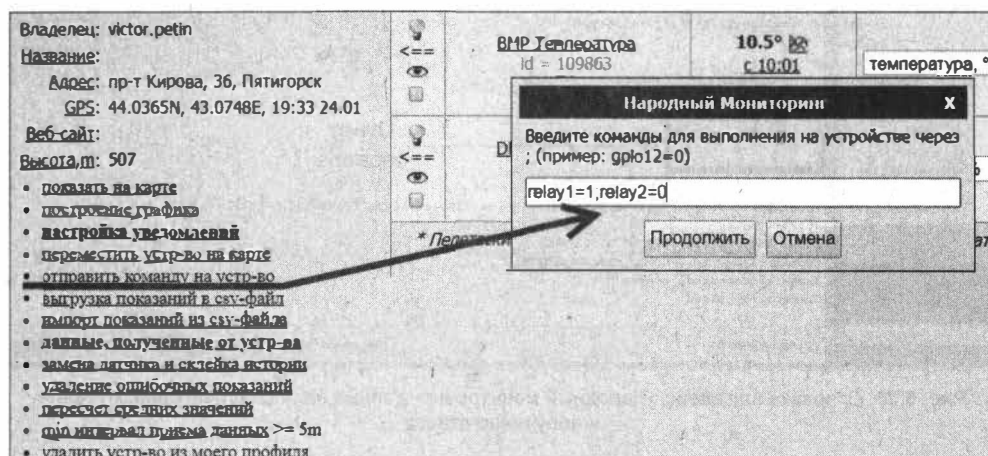 Владелец: victor.petin
Название:
Адрес: пр-т Кирова, 36, Пятигорск
GPS: 44.0365N, 43.0748E, 19:33 24.01
Веб-сайт:
Высота,m: 507
• показать на карте
• построение графика
• настройка уведомлений
• переместить устр-во на карте
• отправить команду на устр-во
• выгрузка показаний в csv-файл
• импорт показаний из csv-файла
• данные, полученные от устр-ва
• замена датчика и склейка истории
• удаление ошибочных показаний
• пересчет средних значений
• min интервал приема данных >= 5m
• удалить устр-во из моего профиля
<==
<==
BMP Температура
id = 109863
10.5°
с 10:01
температура, °
Народный Мониторинг X
Введите команды для выполнения на устройстве через
; (пример: gpio12=0)
relay1=1,relay2=0
Продолжить Отмена